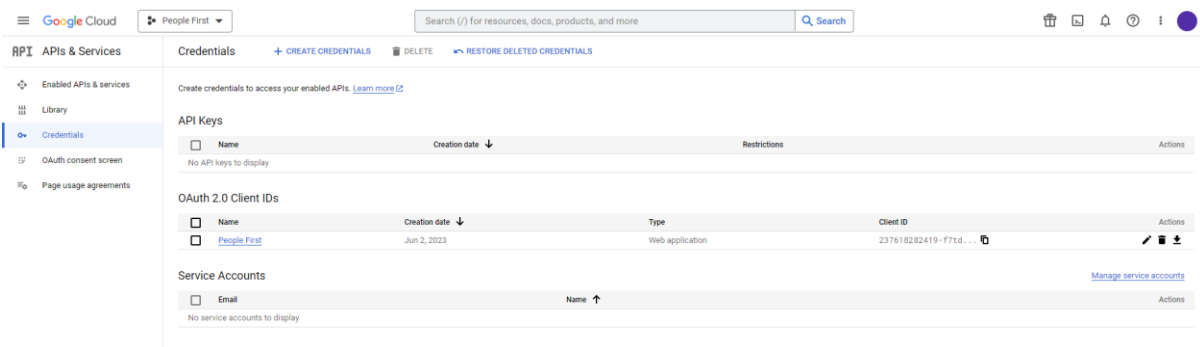 Google Cloud People First Search (/) for resources, docs, products, and more Search
API APIs & Services Credentials + CREATE CREDENTIALS DELETE RESTORE DELETED CREDENTIALS
Enabled APIs & services
Library
Credentials
OAuth consent screen
Page usage agreements
Create credentials to access your enabled APIs. Learn more
API Keys
Name Creation date Restrictions Actions
No API keys to display
OAuth 2.0 Client IDs
Name Creation date Type Client ID Actions
People First Jun 2, 2023 Web application 237618282419-f7td...
Service Accounts Manage service accounts
Email Name Actions
No service accounts to display